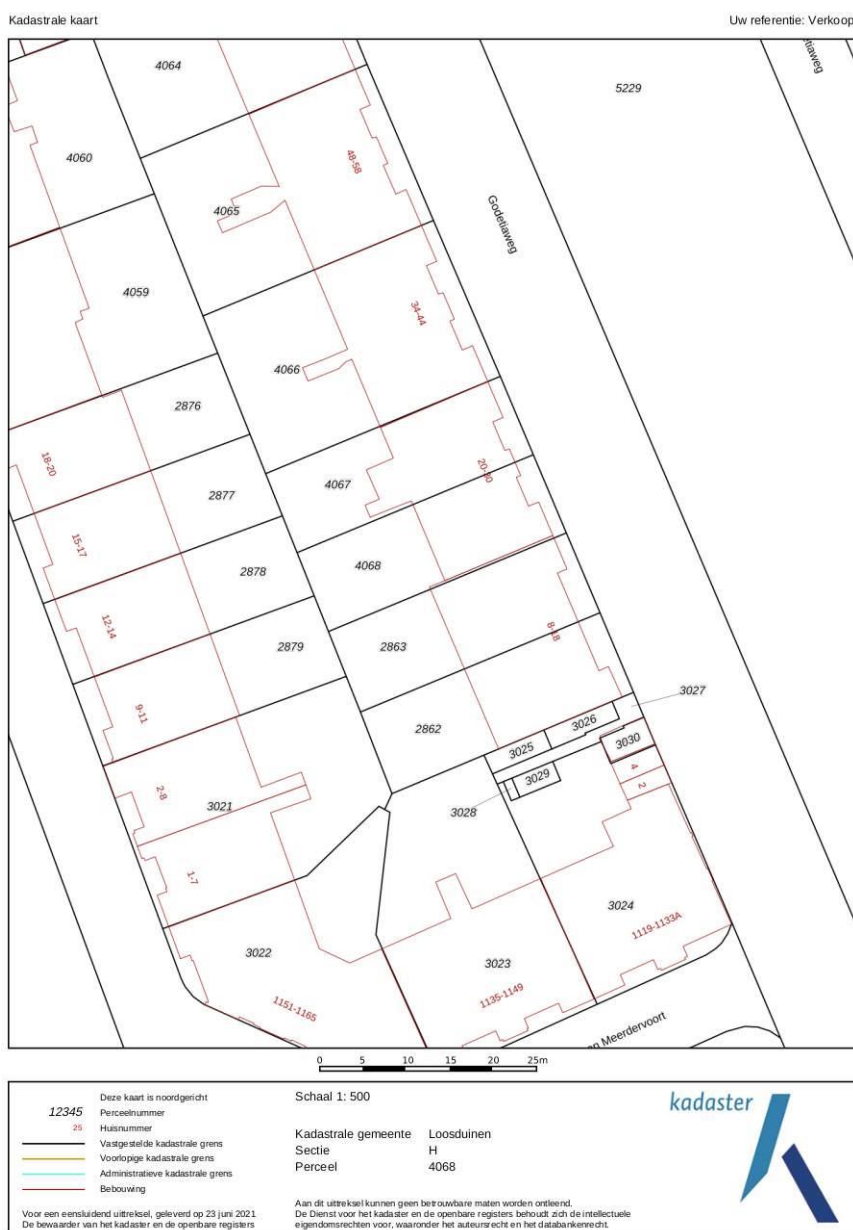 Kadastrale kaart
Uw referentie: Verkoop
4064
5229
4060
48-58
4065
Godetiaweg
4059
34-44
4066
2876
18-20
20-30
4067
2877
15-17
4068
2878
12-14
8-18
2863
2879
9-11
3027
2862
3026
3025
3030
4
3029
2
2-8
3021
3028
1-7
3024
1119-1133A
3022
3023
1135-1149
1151-1165
Meerdervoort
0 5 10 15 20 25m
Deze kaart is noordgericht
12345 Perceelnummer
25 Huisnummer
Vastgestelde kadastrale grens
Voorlopige kadastrale grens
Administratieve kadastrale grens
Bebouwing
Voor een eensluidend uittreksel, geleverd op 23 juni 2021
De bewaarder van het kadaster en de openbare registers
Schaal 1: 500
Kadastrale gemeente Loosduinen
Sectie H
Perceel 4068
Aan dit uittreksel kunnen geen betrouwbare maten worden ontleend.
De Dienst voor het kadaster en de openbare registers behoudt zich de intellectuele
eigendomsrechten voor, waaronder het auteursrecht en het databankenrecht.
kadaster